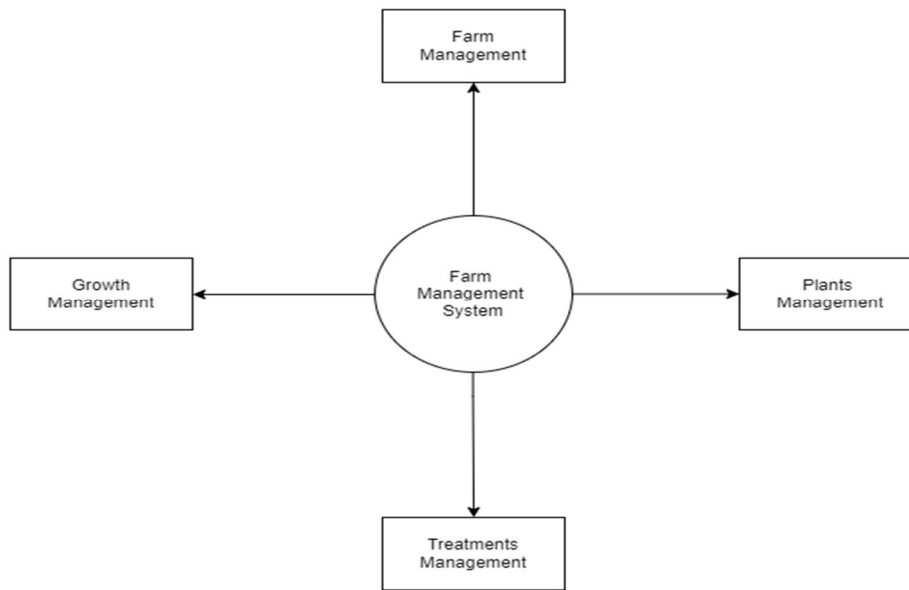 Farm
Management
Growth
Management
Farm
Management
System
Plants
Management
Treatments
Management